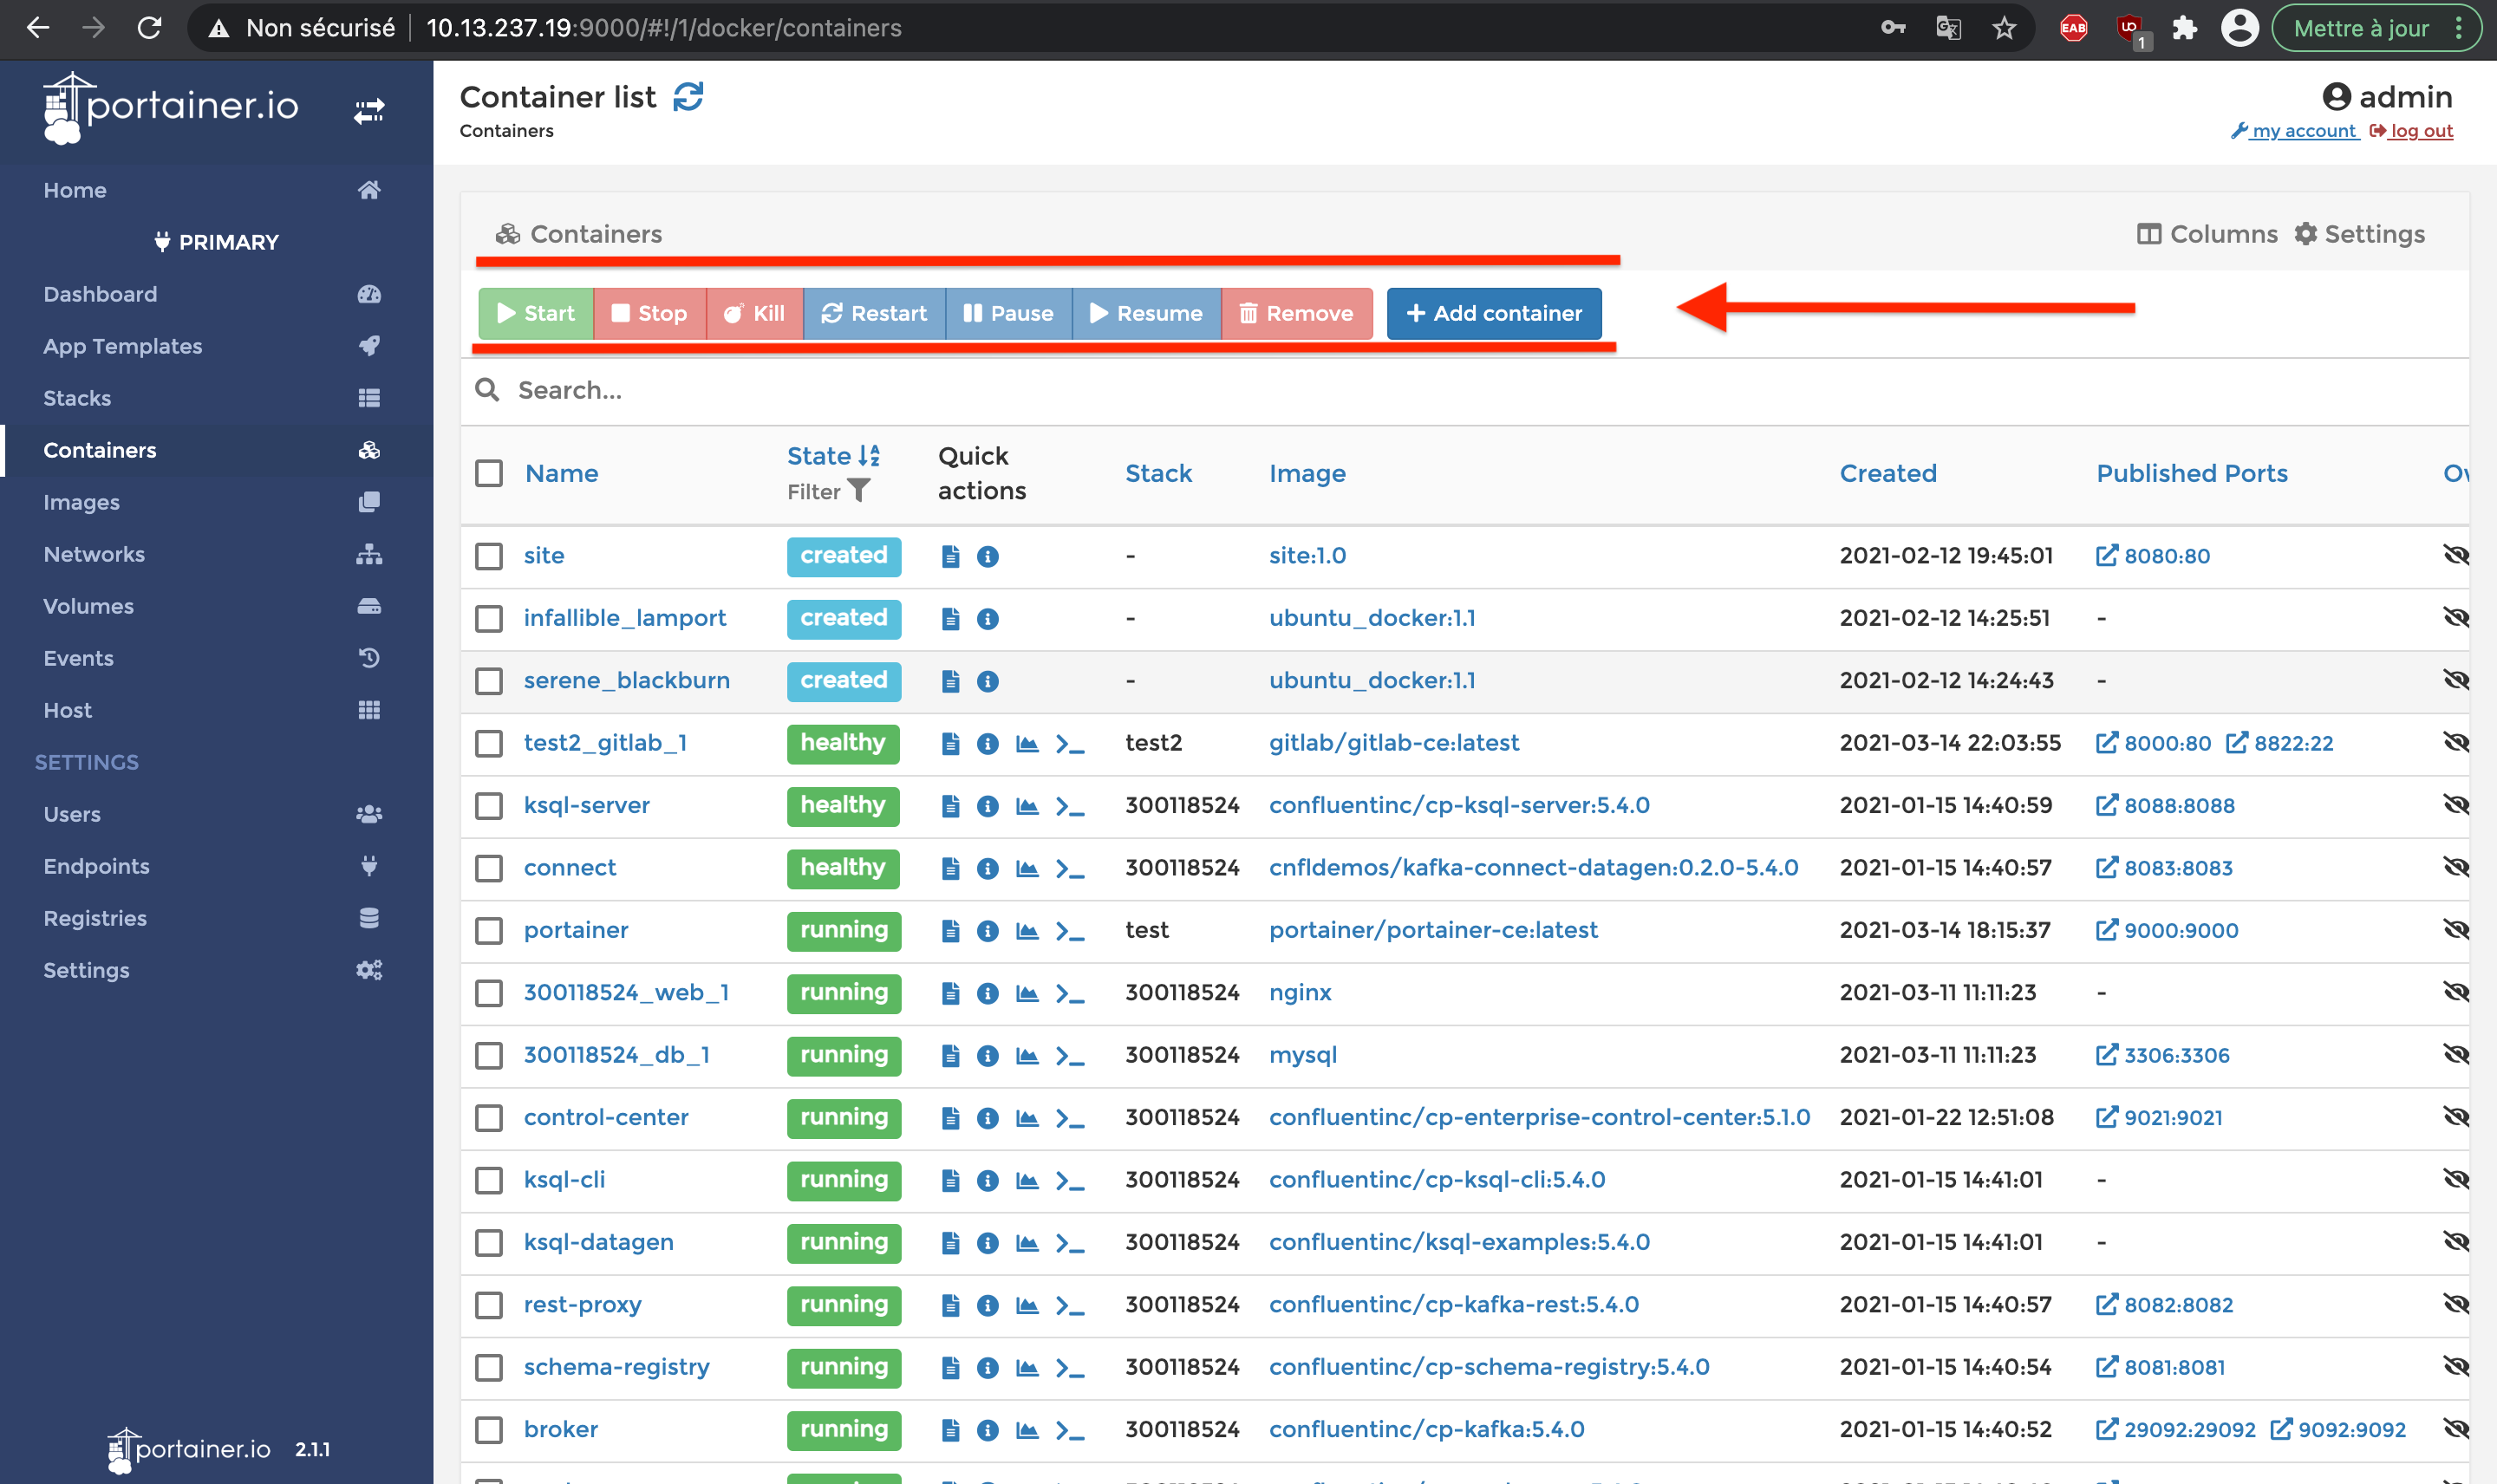 Non sécurisé 10.13.237.19:9000/#!/1/docker/containers EAB 1 Mettre à jour
portainer.io
Container list
Containers
admin
my account log out
Home
PRIMARY
Dashboard
App Templates
Stacks
Containers
Images
Networks
Volumes
Events
Host
SETTINGS
Users
Endpoints
Registries
Settings
portainer.io 2.1.1
Containers
Columns Settings
Start Stop Kill Restart Pause Resume Remove Add container
Search...
Name State Filter Quick actions Stack Image Created Published Ports
site created - site:1.0 2021-02-12 19:45:01 8080:80
infallible_lamport created - ubuntu_docker:1.1 2021-02-12 14:25:51 -
serene_blackburn created - ubuntu_docker:1.1 2021-02-12 14:24:43 -
test2_gitlab_1 healthy test2 gitlab/gitlab-ce:latest 2021-03-14 22:03:55 8000:80 8822:22
ksql-server healthy 300118524 confluentinc/cp-ksql-server:5.4.0 2021-01-15 14:40:59 8088:8088
connect healthy 300118524 cnfldemos/kafka-connect-datagen:0.2.0-5.4.0 2021-01-15 14:40:57 8083:8083
portainer running test portainer/portainer-ce:latest 2021-03-14 18:15:37 9000:9000
300118524_web_1 running 300118524 nginx 2021-03-11 11:11:23 -
300118524_db_1 running 300118524 mysql 2021-03-11 11:11:23 3306:3306
control-center running 300118524 confluentinc/cp-enterprise-control-center:5.1.0 2021-01-22 12:51:08 9021:9021
ksql-cli running 300118524 confluentinc/cp-ksql-cli:5.4.0 2021-01-15 14:41:01 -
ksql-datagen running 300118524 confluentinc/ksql-examples:5.4.0 2021-01-15 14:41:01 -
rest-proxy running 300118524 confluentinc/cp-kafka-rest:5.4.0 2021-01-15 14:40:57 8082:8082
schema-registry running 300118524 confluentinc/cp-schema-registry:5.4.0 2021-01-15 14:40:54 8081:8081
broker running 300118524 confluentinc/cp-kafka:5.4.0 2021-01-15 14:40:52 29092:29092 9092:9092